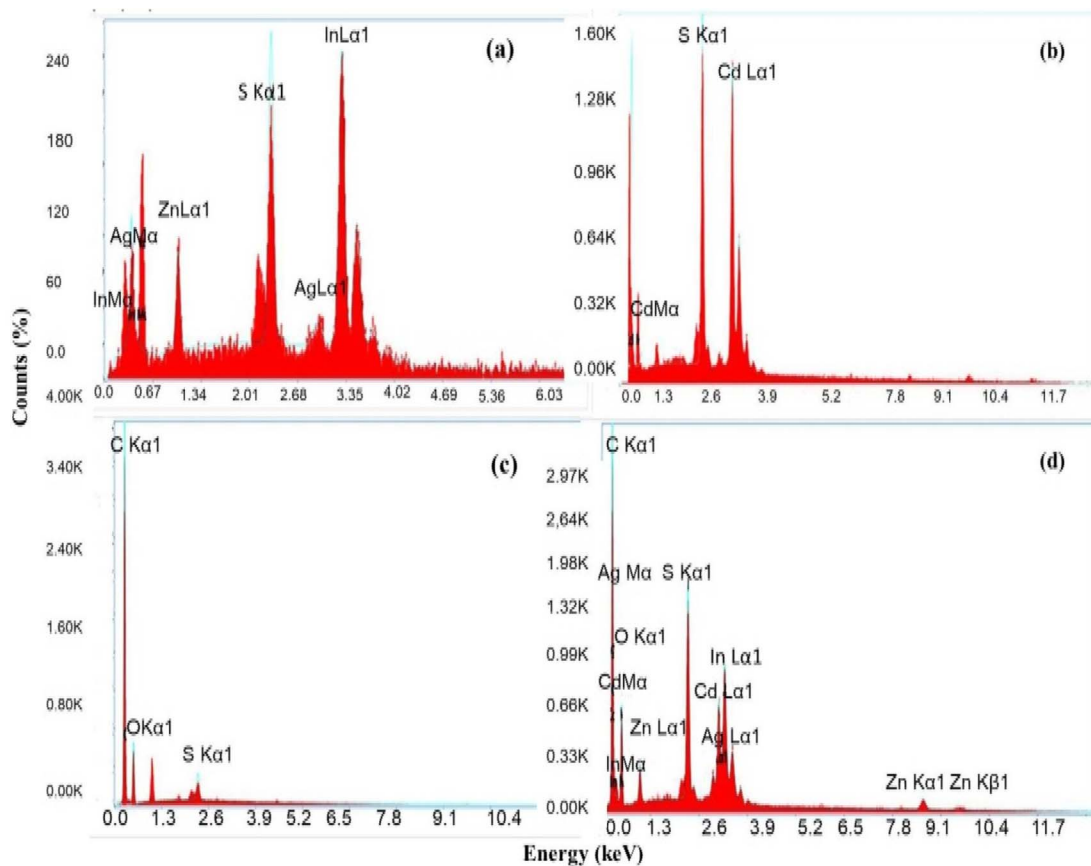 Counts (%)
(a)
240
180
120
60
0.0
InLα1
S Kα1
ZnLα1
AgMα
InMα
AgLα1
0.0 0.67 1.34 2.01 2.68 3.35 4.02 4.69 5.36 6.03
(b)
1.60K
1.28K
0.96K
0.64K
0.32K
0.00K
S Kα1
Cd Lα1
CdMα
0.0 1.3 2.6 3.9 5.2 6.5 7.8 9.1 10.4 11.7
(c)
4.00K
3.40K
2.40K
1.60K
0.80K
0.00K
C Kα1
OKα1
S Kα1
0.0 1.3 2.6 3.9 5.2 6.5 7.8 9.1 10.4
(d)
2.97K
2,64K
1.98K
1.32K
0.99K
0.66K
0.33K
0.00K
C Kα1
Ag Mα
S Kα1
O Kα1
In Lα1
CdMα
Cd Lα1
Zn Lα1
Ag Lα1
InMα
Zn Kα1 Zn Kβ1
0.0 1.3 2.6 3.9 5.2 6.5 7.8 9.1 10.4 11.7
Energy (keV)